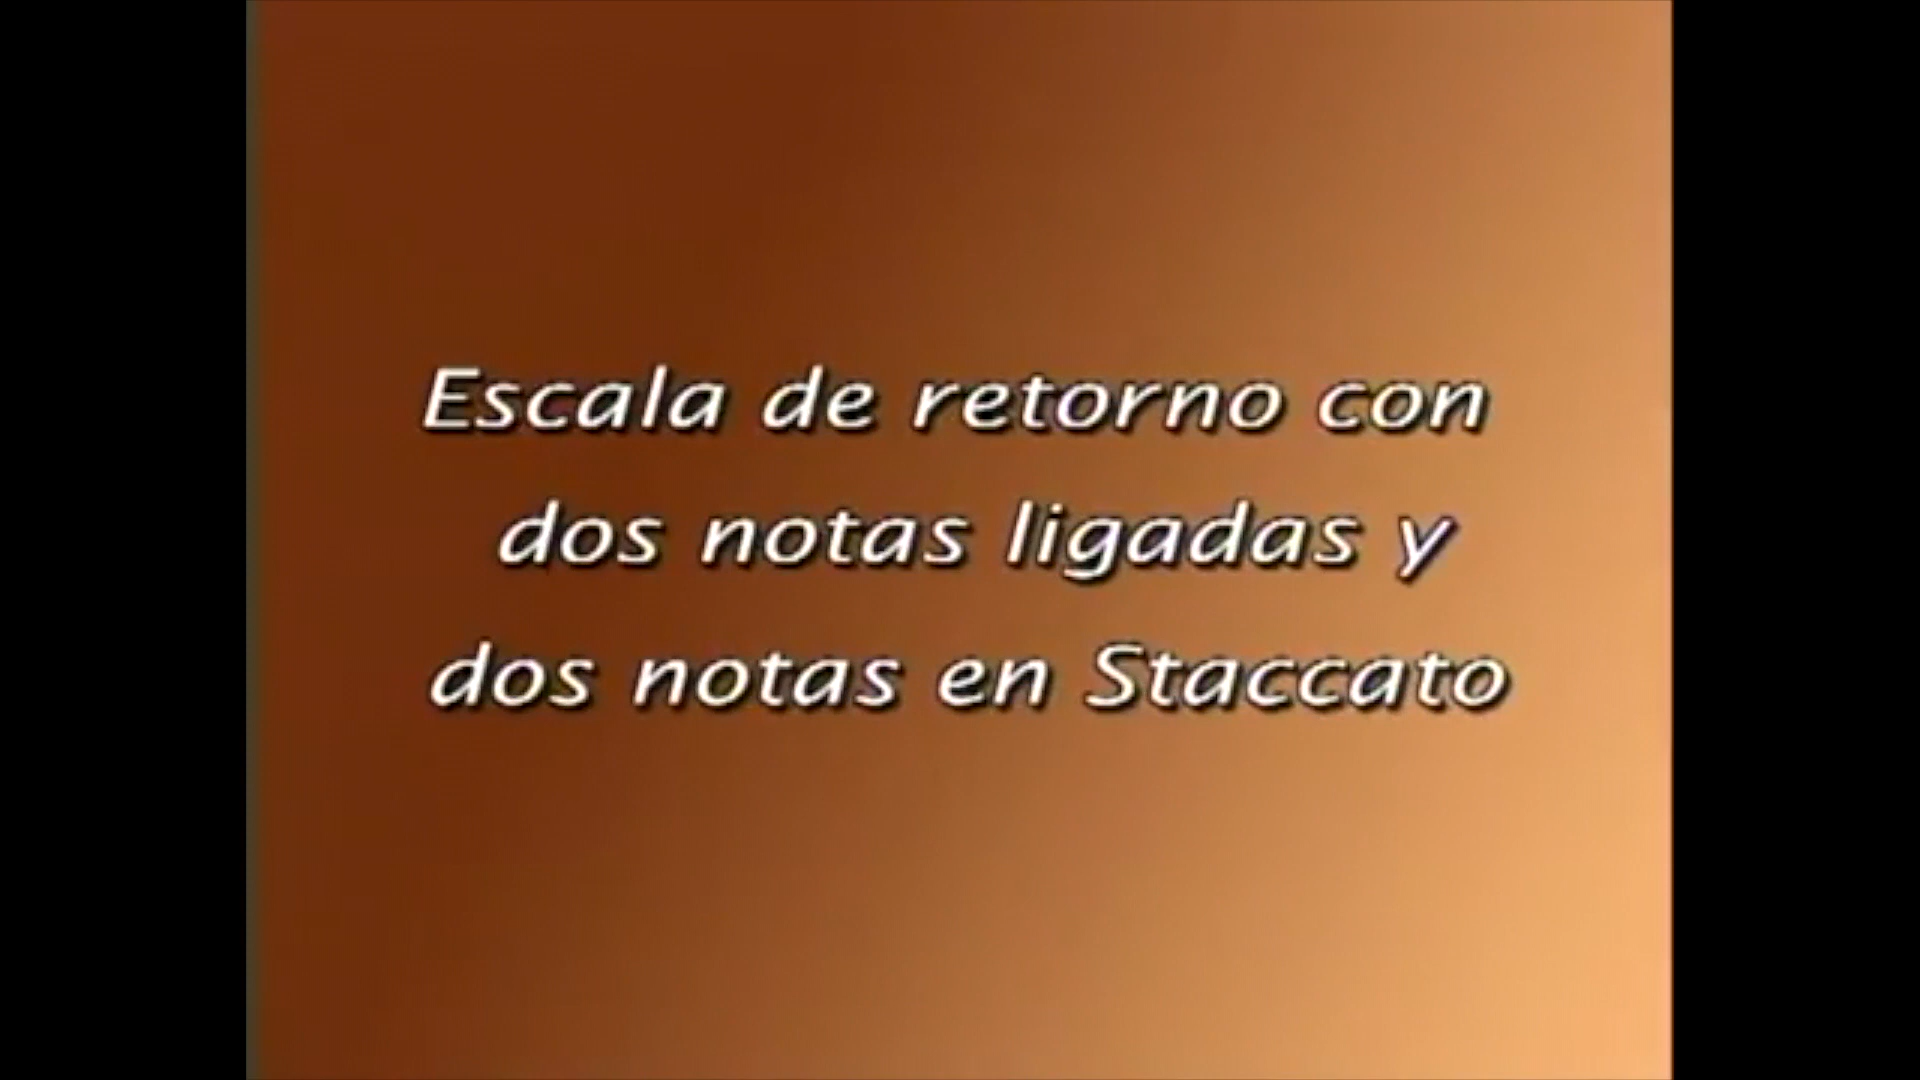 Escala de retorno con
dos notas ligadas y
dos notas en Staccato